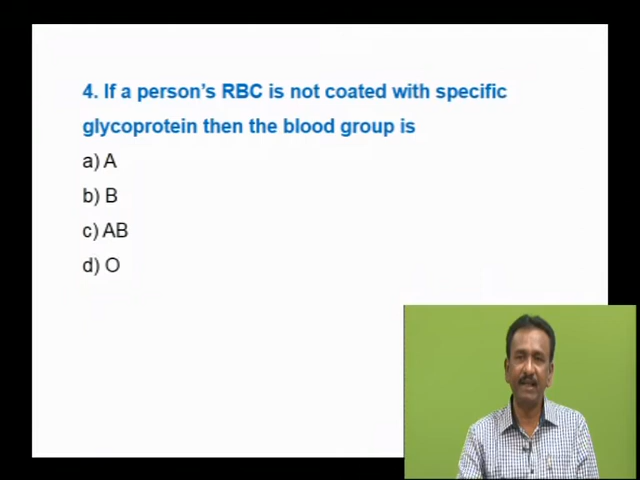 4. If a person's RBC is not coated with specific
glycoprotein then the blood group is
a) A
b) B
c) AB
d) O